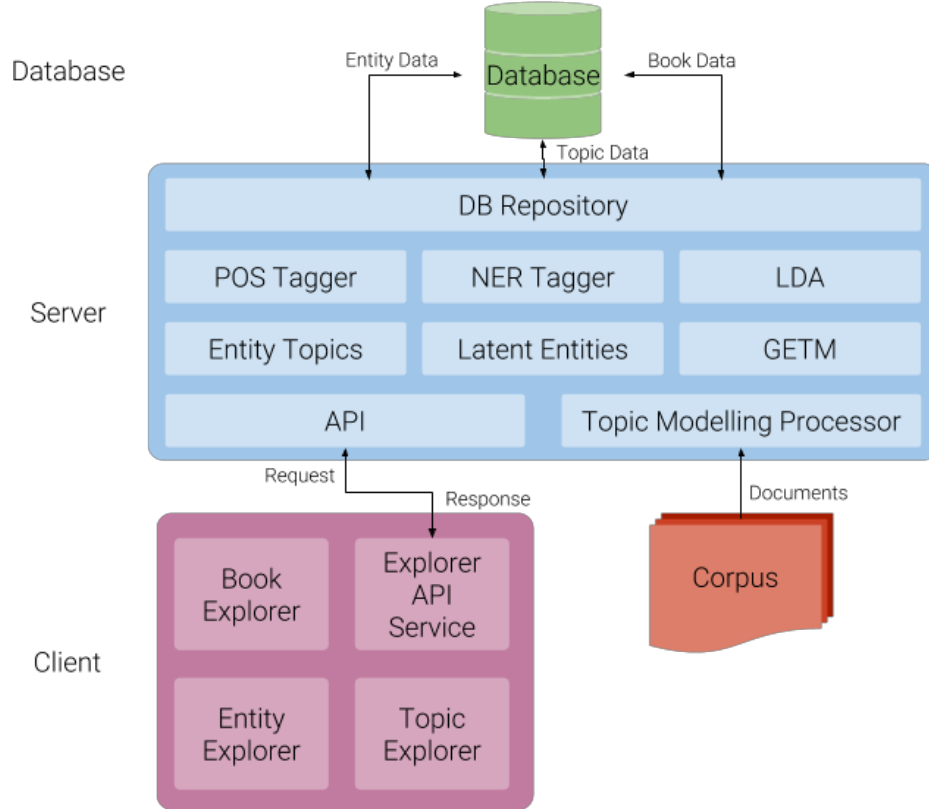 Entity Data
Book Data
Database
Database
Topic Data
DB Repository
POS Tagger
NER Tagger
LDA
Server
Entity Topics
Latent Entities
GETM
API
Topic Modelling Processor
Request
Response
Documents
Book
Explorer
Explorer
API
Service
Corpus
Client
Entity
Explorer
Topic
Explorer